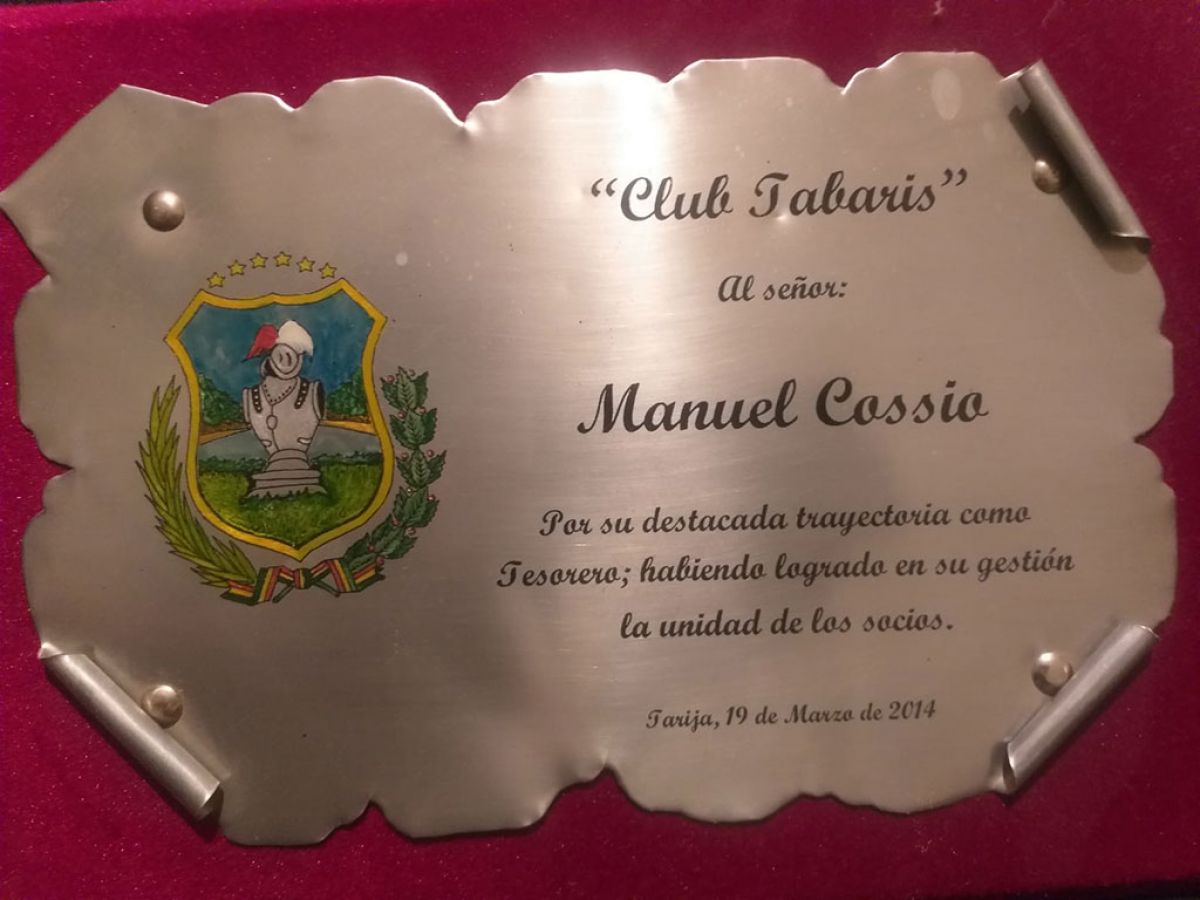 “Club Tabaris”
Al señor:
Manuel Cossio
Por su destacada trayectoria como
Tesorero; habiendo logrado en su gestión
la unidad de los socios.
Tarija, 19 de Marzo de 2014